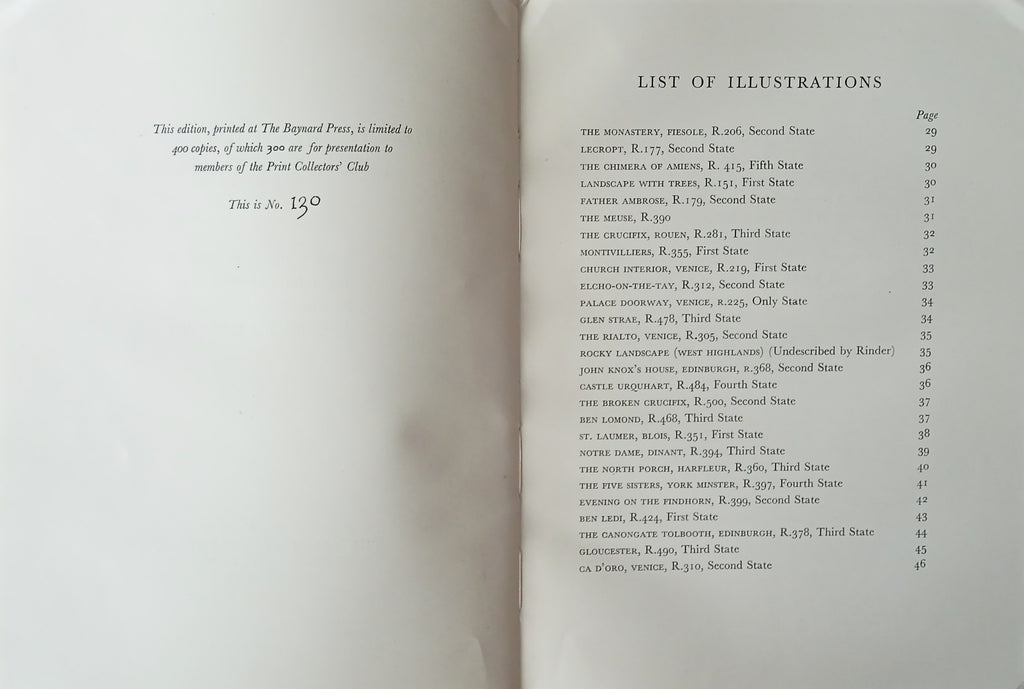 This edition, printed at The Baynard Press, is limited to
400 copies, of which 300 are for presentation to
members of the Print Collectors' Club
This is No. 130
LIST OF ILLUSTRATIONS
Page
THE MONASTERY, FIESOLE, R.206, Second State 29
LECROPT, R.177, Second State 29
THE CHIMERA OF AMIENS, R. 415, Fifth State 30
LANDSCAPE WITH TREES, R.151, First State 30
FATHER AMBROSE, R.179, Second State 31
THE MEUSE, R.390 31
THE CRUCIFIX, ROUEN, R.281, Third State 32
MONTIVILLIERS, R.355, First State 32
CHURCH INTERIOR, VENICE, R.219, First State 33
ELCHO-ON-THE-TAY, R.312, Second State 33
PALACE DOORWAY, VENICE, R.225, Only State 34
GLEN STRAE, R.478, Third State 34
THE RIALTO, VENICE, R.305, Second State 35
ROCKY LANDSCAPE (WEST HIGHLANDS) (Undescribed by Rinder) 35
JOHN KNOX'S HOUSE, EDINBURGH, R.368, Second State 36
CASTLE URQUHART, R.484, Fourth State 36
THE BROKEN CRUCIFIX, R.500, Second State 37
BEN LOMOND, R.468, Third State 37
ST. LAUMER, BLOIS, R.351, First State 38
NOTRE DAME, DINANT, R.394, Third State 39
THE NORTH PORCH, HARFLEUR, R.360, Third State 40
THE FIVE SISTERS, YORK MINSTER, R.397, Fourth State 41
EVENING ON THE FINDHORN, R.399, Second State 42
BEN LEDI, R.424, First State 43
THE CANONGATE TOLBOOTH, EDINBURGH, R.378, Third State 44
GLOUCESTER, R.490, Third State 45
CA D'ORO, VENICE, R.310, Second State 46